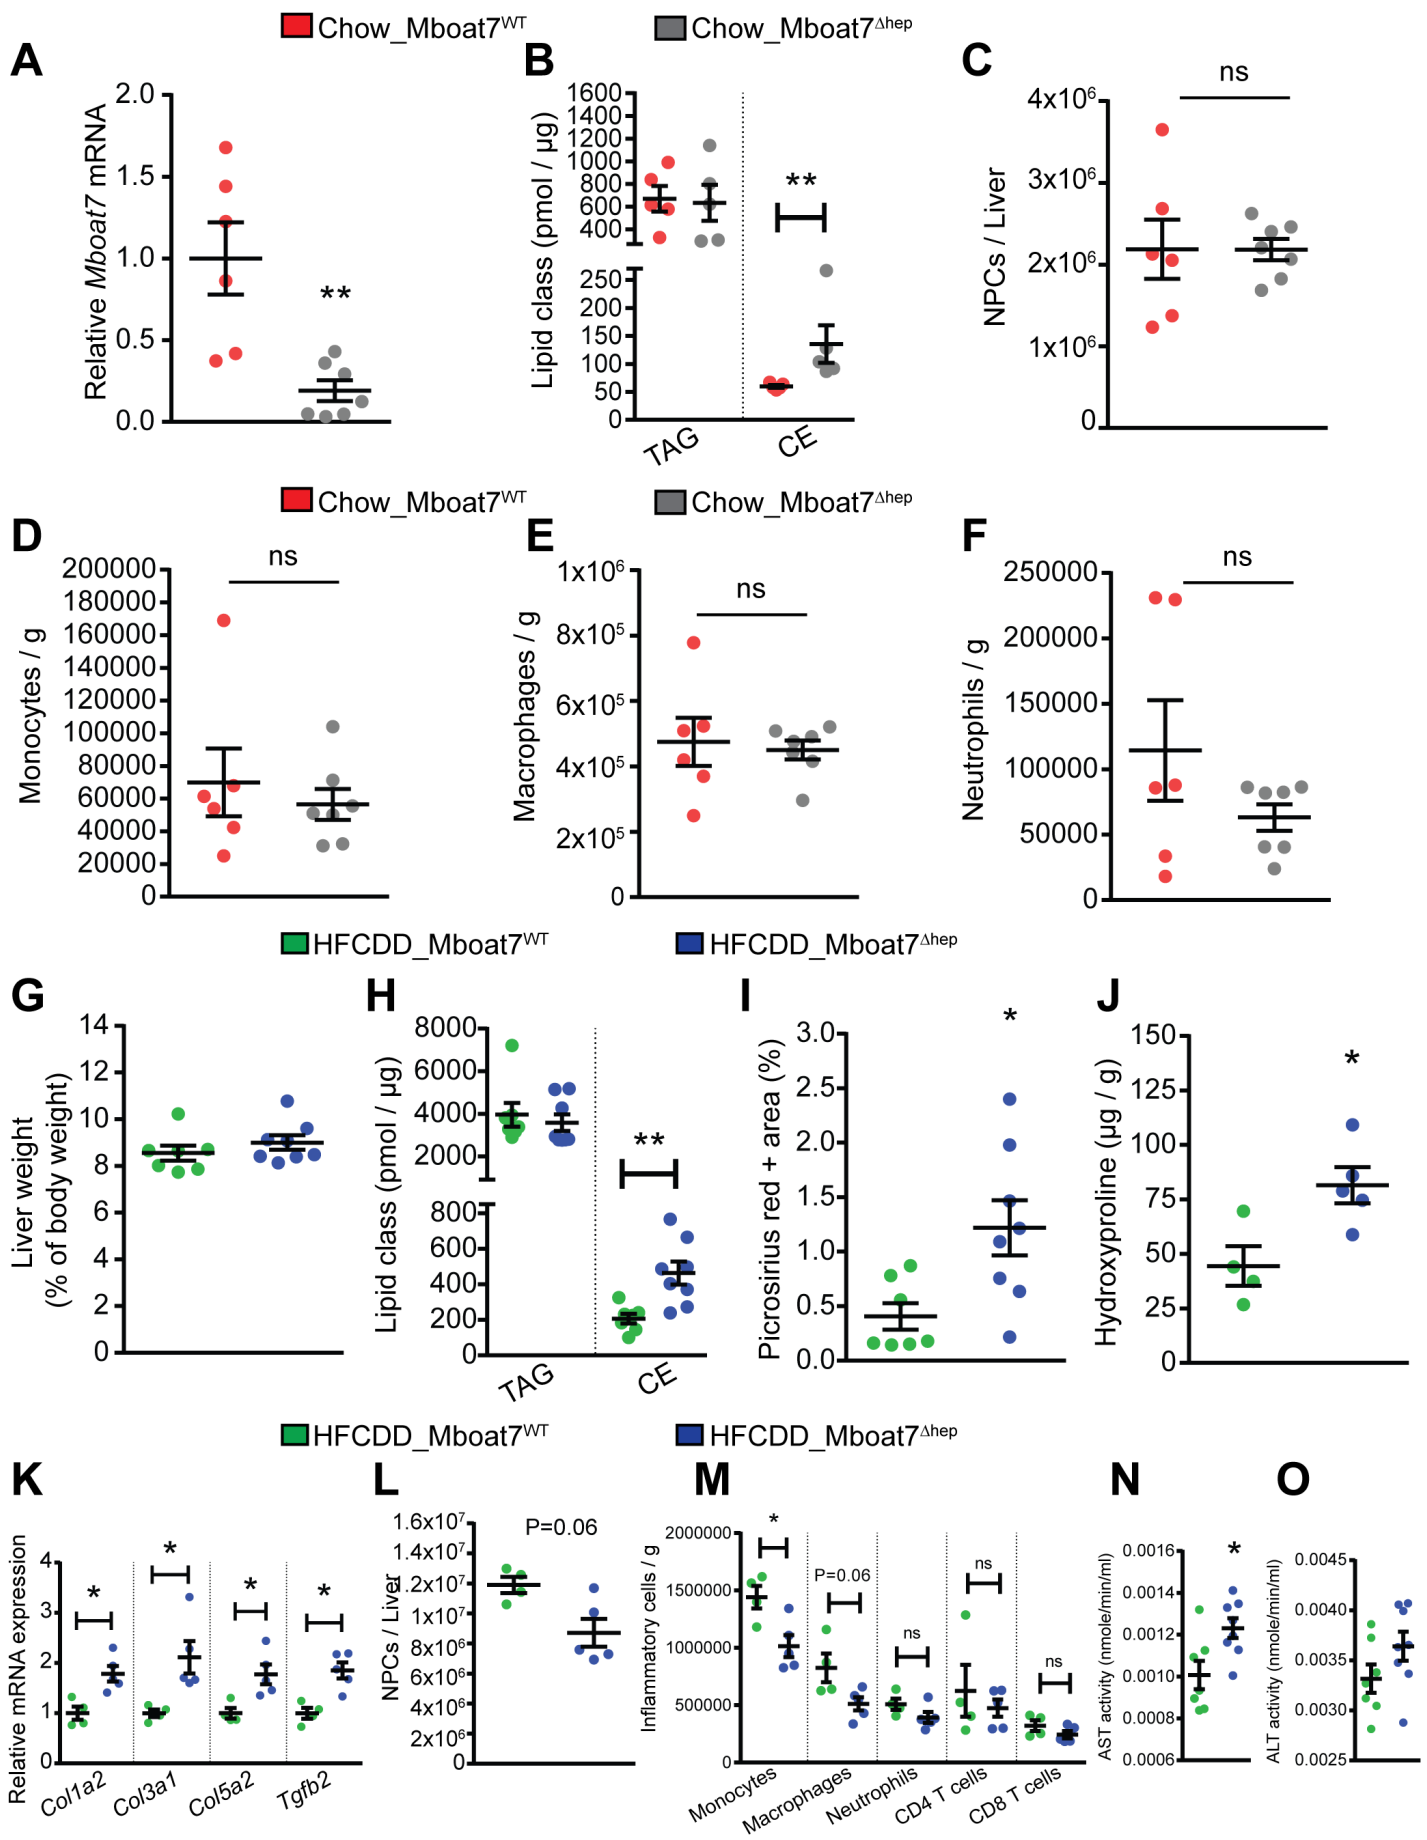 Chow_Mboat7WT Chow_Mboat7Δhep
A B C
Relative Mboat7 mRNA
2.0
1.5
1.0
0.5
0.0
**
Lipid class (pmol / µg)
1600
1400
1200
1000
800
600
400
250
200
150
100
50
0
**
TAG CE
NPCs / Liver
4x10⁶
3x10⁶
2x10⁶
1x10⁶
0
ns
Chow_Mboat7WT Chow_Mboat7Δhep
D E F
Monocytes / g
200000
180000
160000
140000
120000
100000
80000
60000
40000
20000
0
ns
Macrophages / g
1x10⁶
8x10⁵
6x10⁵
4x10⁵
2x10⁵
0
ns
Neutrophils / g
250000
200000
150000
100000
50000
0
ns
HFCDD_Mboat7WT HFCDD_Mboat7Δhep
G H I J
Liver weight
(% of body weight)
14
12
10
8
6
4
2
0
Lipid class (pmol / µg)
8000
6000
4000
2000
800
600
400
200
0
**
TAG CE
Picrosirius red + area (%)
3.0
2.5
2.0
1.5
1.0
0.5
0.0
*
Hydroxyproline (µg / g)
150
125
100
75
50
25
0
*
HFCDD_Mboat7WT HFCDD_Mboat7Δhep
K L M N O
Relative mRNA expression
4
3
2
1
0
* * * *
Col1a2 Col3a1 Col5a2 Tgfb2
NPCs / Liver
1.6x10⁷
1.4x10⁷
1.2x10⁷
1x10⁷
8x10⁶
6x10⁶
4x10⁶
2x10⁶
0
P=0.06
Inflammatory cells / g
2000000
1500000
1000000
500000
0
* P=0.06 ns ns ns
Monocytes Macrophages Neutrophils CD4 T cells CD8 T cells
AST activity (nmole/min/ml)
0.0016
0.0014
0.0012
0.0010
0.0008
0.0006
*
ALT activity (nmole/min/ml)
0.0045
0.0040
0.0035
0.0030
0.0025